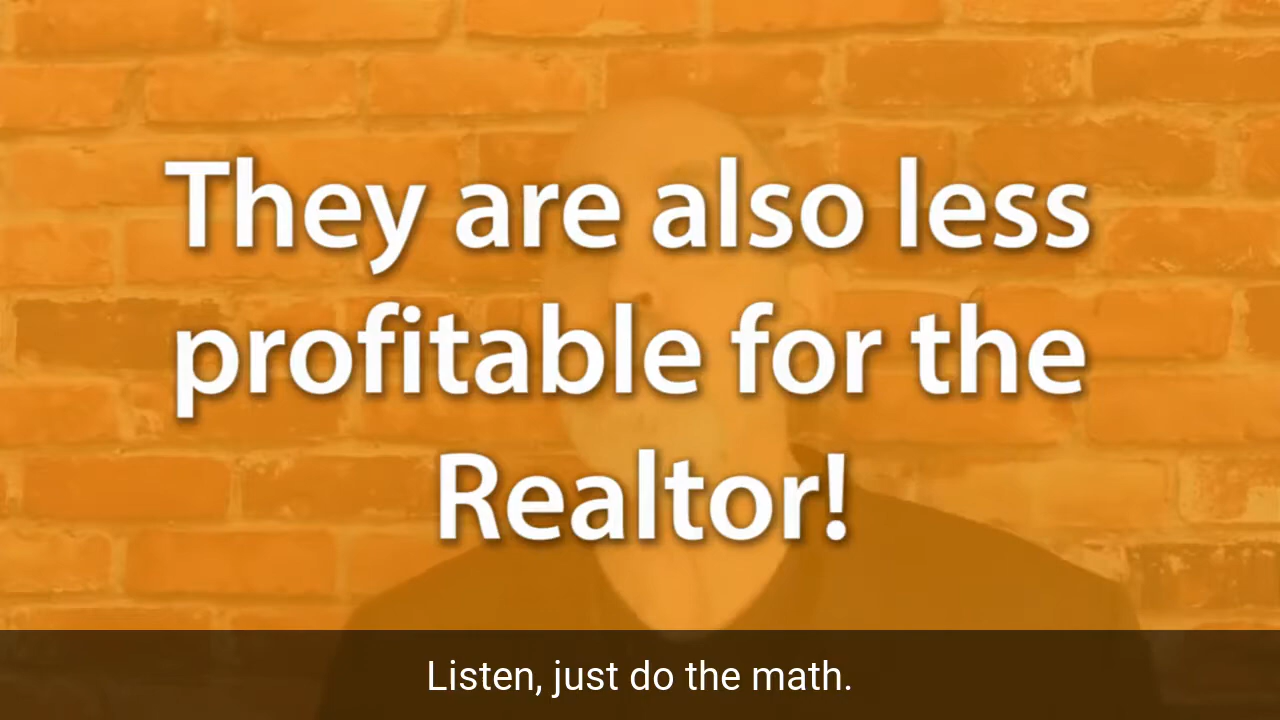 They are also less
profitable for the
Realtor!
Listen, just do the math.